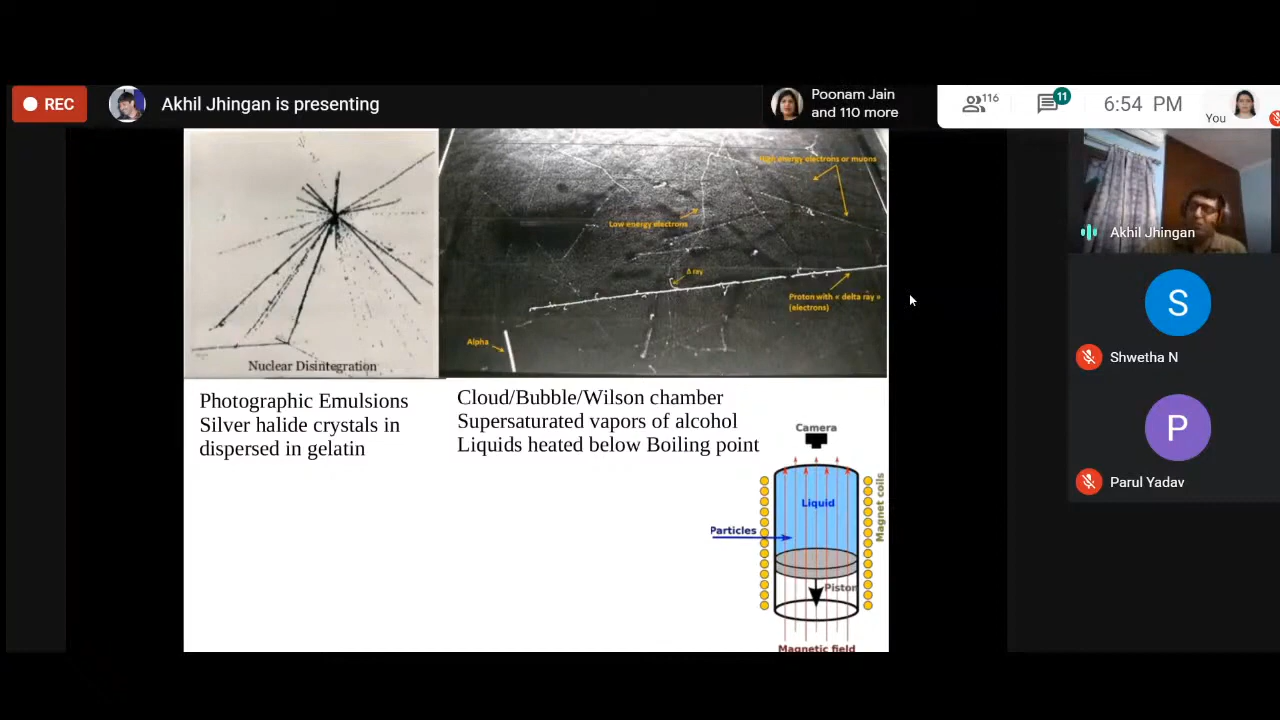 REC
Akhil Jhingan is presenting
Poonam Jain
and 110 more
116
11
6:54 PM
You
High energy electrons or muons
Low energy electrons
Δ ray
Proton with « delta ray »
(electrons)
Alpha
Nuclear Disintegration
Photographic Emulsions
Silver halide crystals in
dispersed in gelatin
Cloud/Bubble/Wilson chamber
Supersaturated vapors of alcohol
Liquids heated below Boiling point
Camera
Liquid
Magnet coils
Particles
Piston
Magnetic field
Akhil Jhingan
S
Shwetha N
P
Parul Yadav